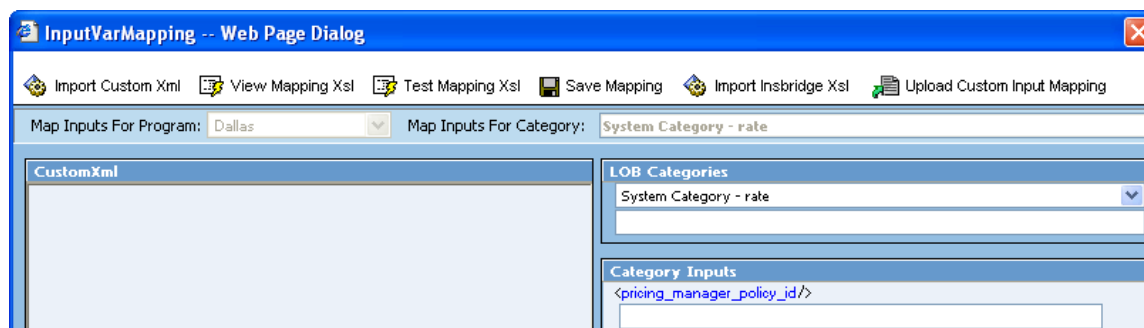 InputVarMapping -- Web Page Dialog
Import Custom Xml View Mapping Xsl Test Mapping Xsl Save Mapping Import Insbridge Xsl Upload Custom Input Mapping
Map Inputs For Program: Dallas Map Inputs For Category: System Category - rate
CustomXml
LOB Categories
System Category - rate
Category Inputs
<pricing_manager_policy_id/>